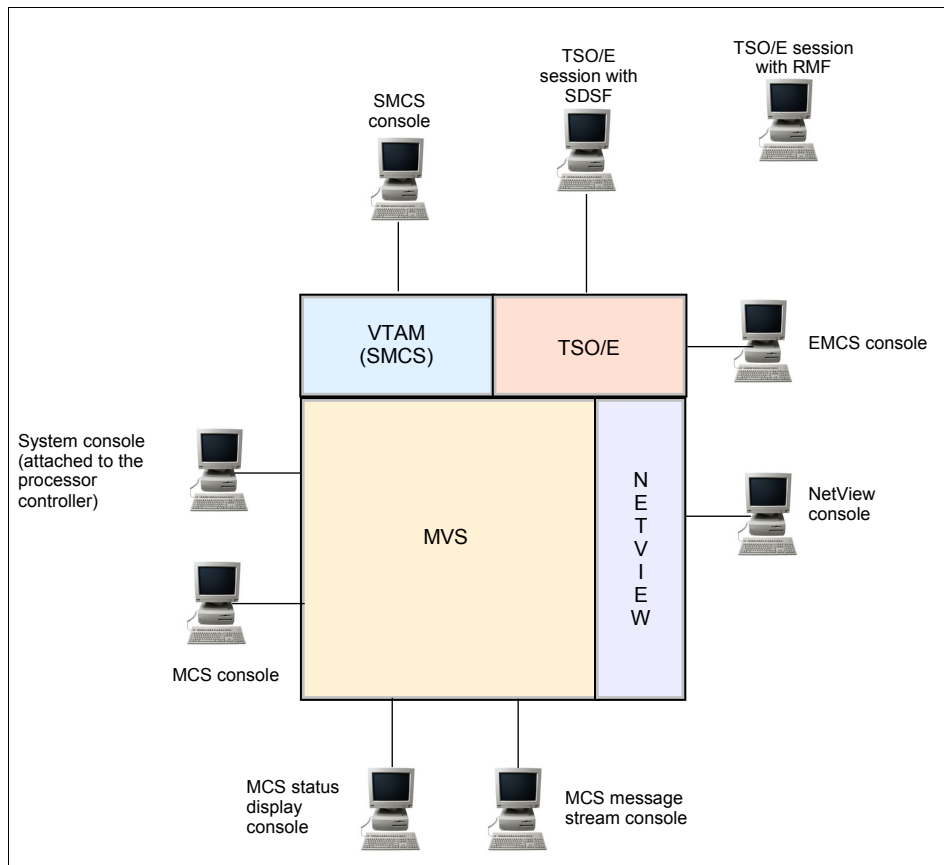 TSO/E session
with RMF
TSO/E
session with
SDSF
SMCS
console
VTAM
(SMCS)
TSO/E
EMCS console
System console
(attached to the
processor
controller)
MVS
N
E
T
V
I
E
W
NetView
console
MCS console
MCS status
display
console
MCS message
stream console